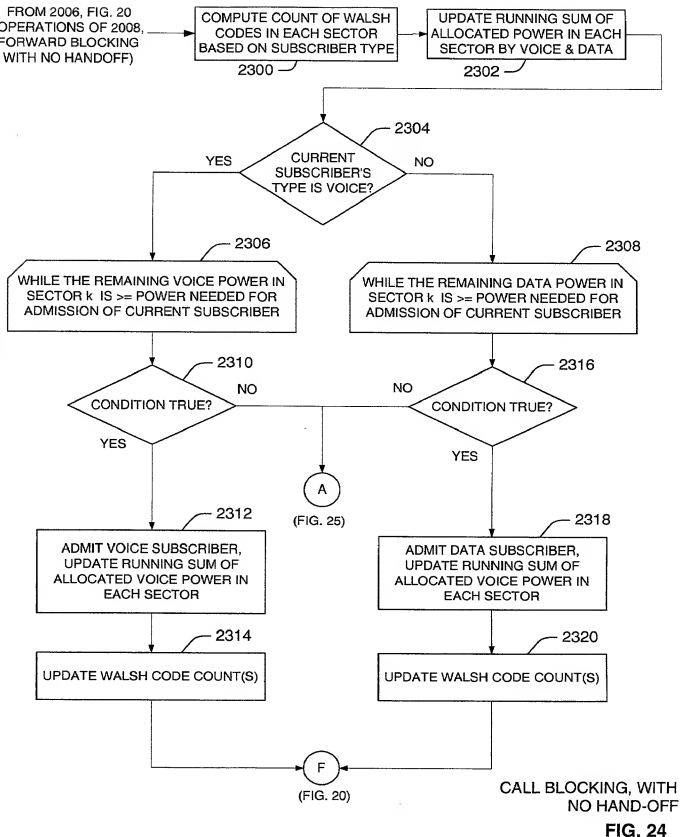 FROM 2006, FIG. 20
OPERATIONS OF 2008,
FORWARD BLOCKING
WITH NO HANDOFF)
COMPUTE COUNT OF WALSH
CODES IN EACH SECTOR
BASED ON SUBSCRIBER TYPE
2300
UPDATE RUNNING SUM OF
ALLOCATED POWER IN EACH
SECTOR BY VOICE & DATA
2302
2304
YES
CURRENT
SUBSCRIBER'S
TYPE IS VOICE?
NO
2306
WHILE THE REMAINING VOICE POWER IN
SECTOR k IS >= POWER NEEDED FOR
ADMISSION OF CURRENT SUBSCRIBER
2308
WHILE THE REMAINING DATA POWER IN
SECTOR k IS >= POWER NEEDED FOR
ADMISSION OF CURRENT SUBSCRIBER
2310
CONDITION TRUE?
NO
YES
2316
NO
CONDITION TRUE?
YES
A
(FIG. 25)
2312
ADMIT VOICE SUBSCRIBER,
UPDATE RUNNING SUM OF
ALLOCATED VOICE POWER IN
EACH SECTOR
2318
ADMIT DATA SUBSCRIBER,
UPDATE RUNNING SUM OF
ALLOCATED VOICE POWER IN
EACH SECTOR
2314
UPDATE WALSH CODE COUNT(S)
2320
UPDATE WALSH CODE COUNT(S)
F
(FIG. 20)
CALL BLOCKING, WITH
NO HAND-OFF
FIG. 24